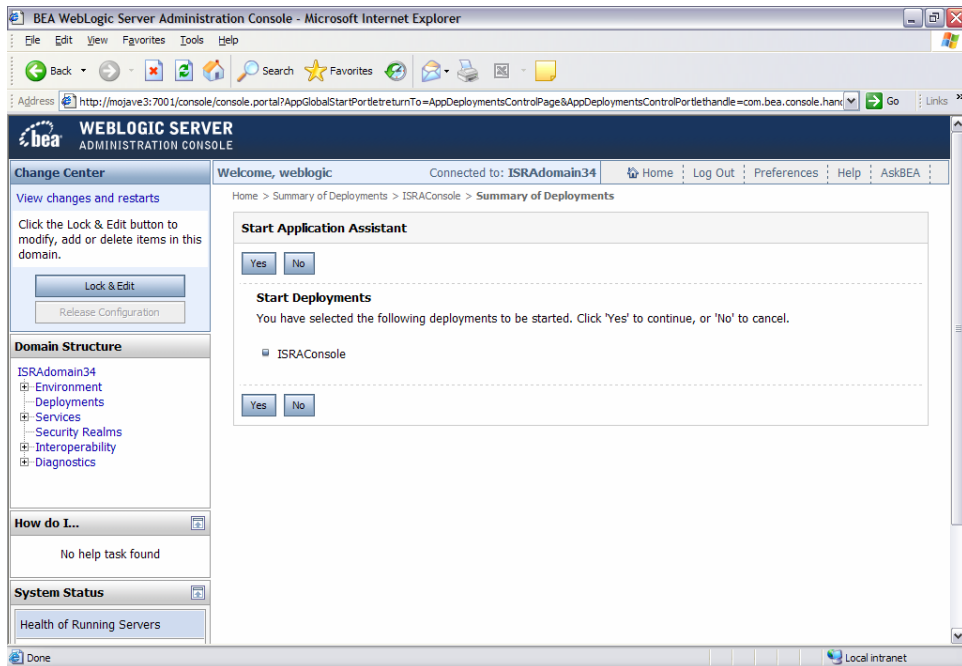 BEA WebLogic Server Administration Console - Microsoft Internet Explorer
File Edit View Favorites Tools Help
Back Search Favorites
Address http://mojave3:7001/console/console.portal?AppGlobalStartPortletreturnTo=AppDeploymentsControlPage&AppDeploymentsControlPortlethandle=com.bea.console.hand Go Links »
bea WEBLOGIC SERVER
ADMINISTRATION CONSOLE
Change Center
View changes and restarts
Click the Lock & Edit button to
modify, add or delete items in this
domain.
Lock & Edit
Release Configuration
Domain Structure
ISRAdomain34
Environment
Deployments
Services
Security Realms
Interoperability
Diagnostics
How do I...
No help task found
System Status
Health of Running Servers
Welcome, weblogic Connected to: ISRAdomain34 Home Log Out Preferences Help AskBEA
Home > Summary of Deployments > ISRAConsole > Summary of Deployments
Start Application Assistant
Yes No
Start Deployments
You have selected the following deployments to be started. Click 'Yes' to continue, or 'No' to cancel.
ISRAConsole
Yes No
Done Local intranet